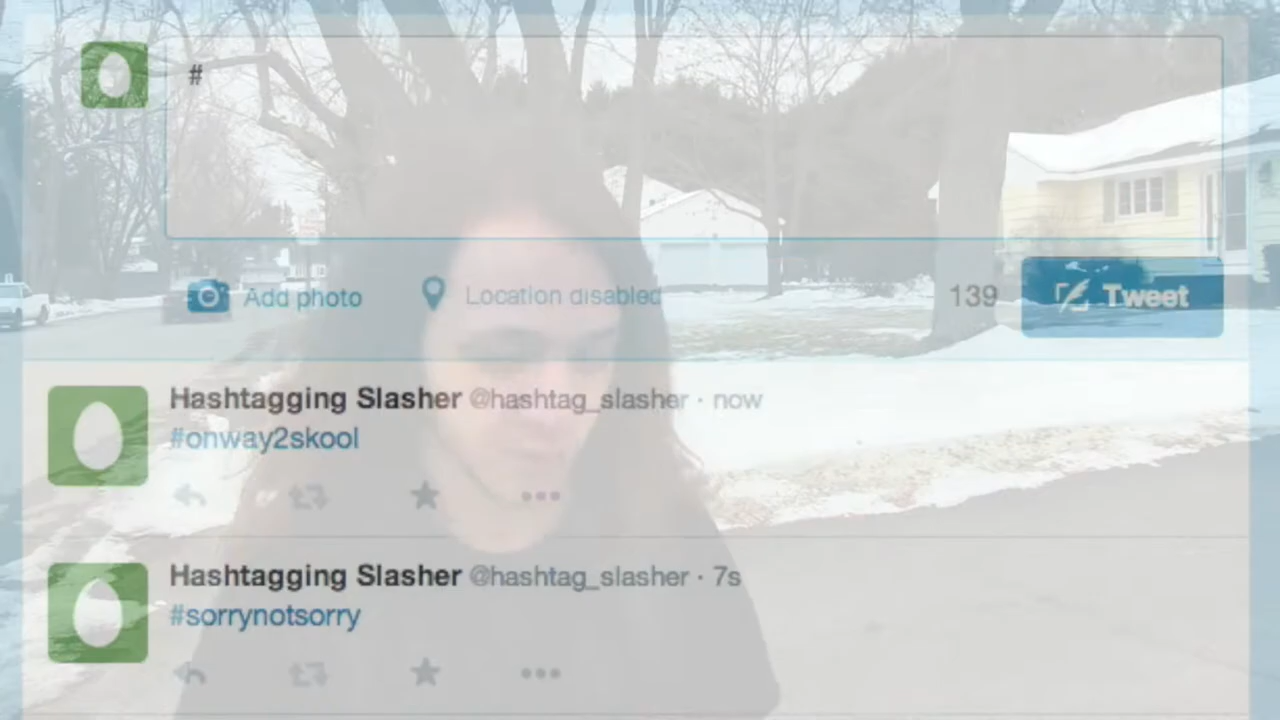 #
Add photo
Location disabled
139
Tweet
Hashtagging Slasher @hashtag_slasher · now
#onway2skool
Hashtagging Slasher @hashtag_slasher · 7s
#sorrynotsorry